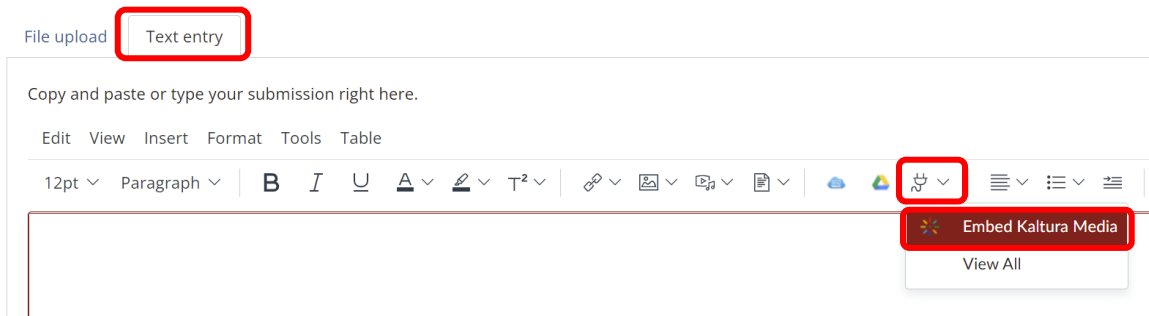 File upload Text entry
Copy and paste or type your submission right here.
Edit View Insert Format Tools Table
12pt Paragraph B I U A T²
Embed Kaltura Media
View All